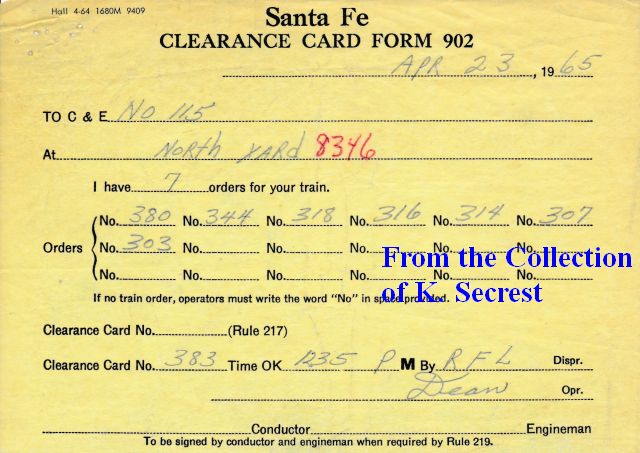 Hall 4-64 1680M 9409
Santa Fe
CLEARANCE CARD FORM 902
APR 23, 1965
TO C & E No 115
At North Yard 8346
I have 7 orders for your train.
No. 380 No. 344 No. 318 No. 316 No. 314 No. 307
Orders No. 303 No. No. No. No. No.
No. No. No. No. No. No.
From the Collection
of K. Secrest
If no train order, operators must write the word "No" in space provided.
Clearance Card No. (Rule 217)
Clearance Card No. 383 Time OK 1235 P M By RFL Dispr.
Dean Opr.
Conductor Engineman
To be signed by conductor and engineman when required by Rule 219.